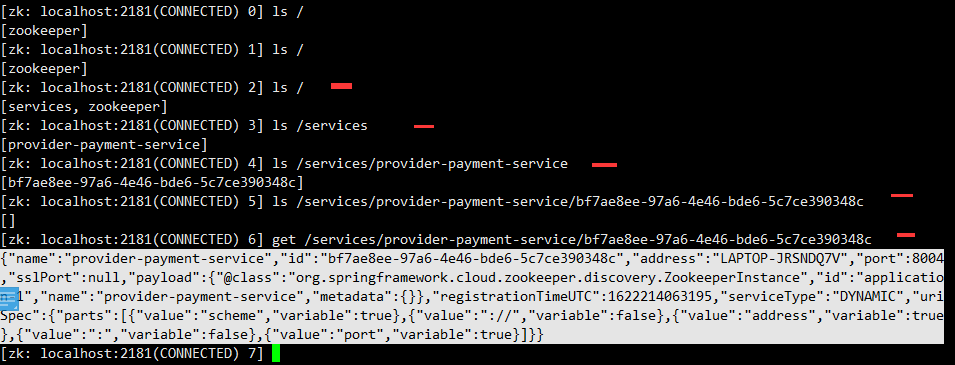 [zk: localhost:2181(CONNECTED) 0] ls /
[zookeeper]
[zk: localhost:2181(CONNECTED) 1] ls /
[zookeeper]
[zk: localhost:2181(CONNECTED) 2] ls /
[services, zookeeper]
[zk: localhost:2181(CONNECTED) 3] ls /services
[provider-payment-service]
[zk: localhost:2181(CONNECTED) 4] ls /services/provider-payment-service
[bf7ae8ee-97a6-4e46-bde6-5c7ce390348c]
[zk: localhost:2181(CONNECTED) 5] ls /services/provider-payment-service/bf7ae8ee-97a6-4e46-bde6-5c7ce390348c
[]
[zk: localhost:2181(CONNECTED) 6] get /services/provider-payment-service/bf7ae8ee-97a6-4e46-bde6-5c7ce390348c
{"name":"provider-payment-service","id":"bf7ae8ee-97a6-4e46-bde6-5c7ce390348c","address":"LAPTOP-JRSNDQ7V","port":8004
,"sslPort":null,"payload":{"@class":"org.springframework.cloud.zookeeper.discovery.ZookeeperInstance","id":"applicatio
n-1","name":"provider-payment-service","metadata":{}},"registrationTimeUTC":1622214063195,"serviceType":"DYNAMIC","uri
Spec":{"parts":[{"value":"scheme","variable":true},{"value":"://","variable":false},{"value":"address","variable":true
},{"value":":","variable":false},{"value":"port","variable":true}]}}
[zk: localhost:2181(CONNECTED) 7]